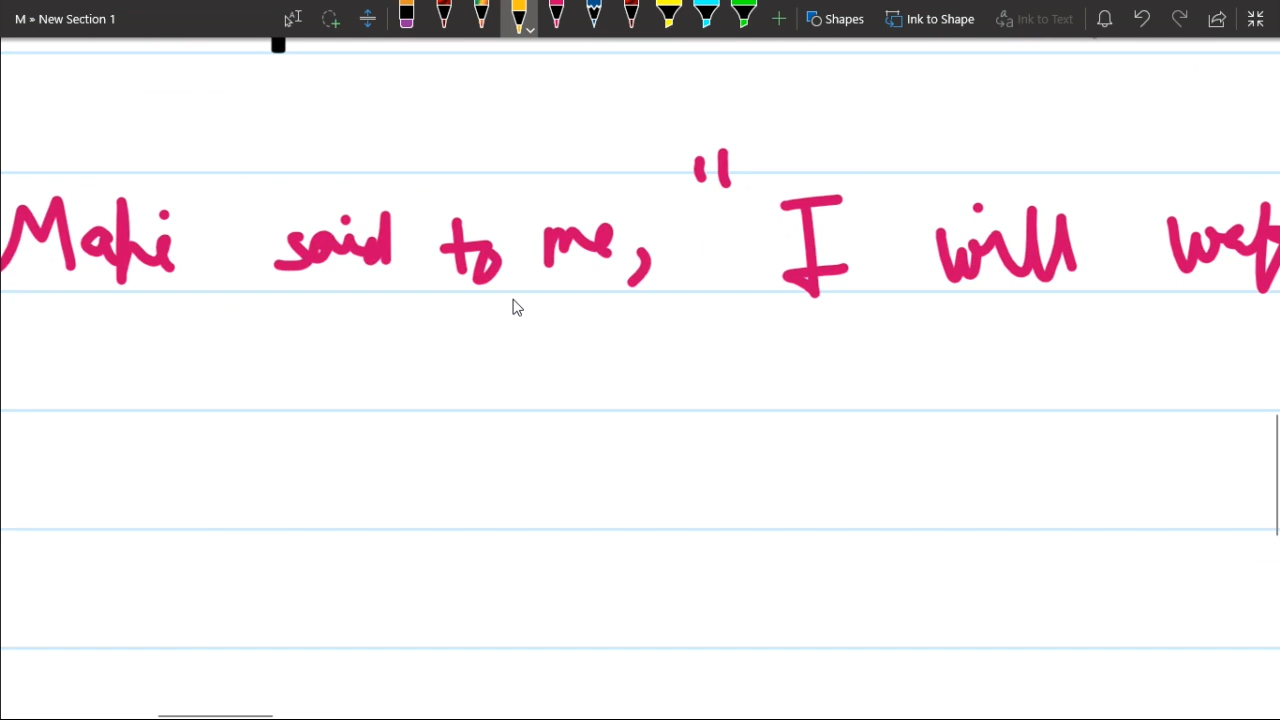 M » New Section 1
Shapes
Ink to Shape
Ink to Text
Mahi said to me, " I will